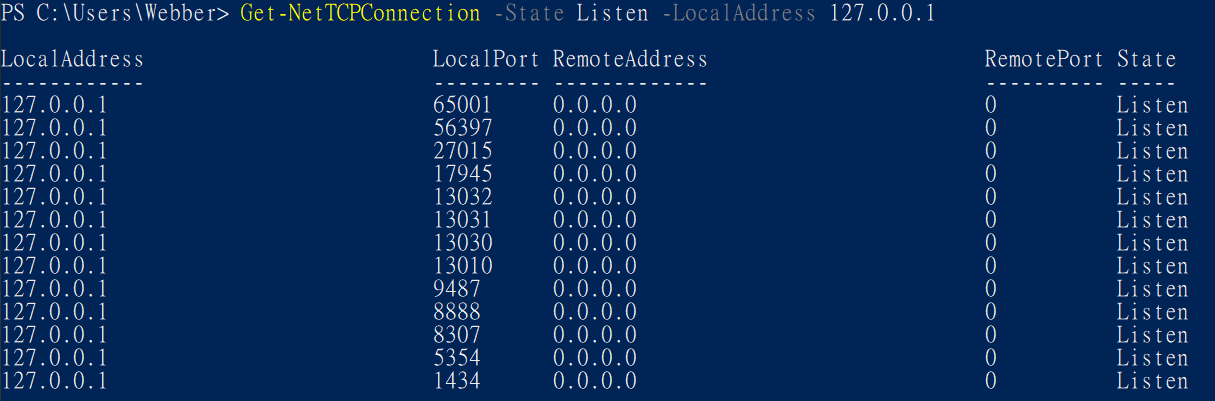 PS C:\Users\Webber> Get-NetTCPConnection -State Listen -LocalAddress 127.0.0.1
LocalAddress LocalPort RemoteAddress RemotePort State
------------ --------- ------------- ---------- -----
127.0.0.1 65001 0.0.0.0 0 Listen
127.0.0.1 56397 0.0.0.0 0 Listen
127.0.0.1 27015 0.0.0.0 0 Listen
127.0.0.1 17945 0.0.0.0 0 Listen
127.0.0.1 13032 0.0.0.0 0 Listen
127.0.0.1 13031 0.0.0.0 0 Listen
127.0.0.1 13030 0.0.0.0 0 Listen
127.0.0.1 13010 0.0.0.0 0 Listen
127.0.0.1 9487 0.0.0.0 0 Listen
127.0.0.1 8888 0.0.0.0 0 Listen
127.0.0.1 8307 0.0.0.0 0 Listen
127.0.0.1 5354 0.0.0.0 0 Listen
127.0.0.1 1434 0.0.0.0 0 Listen